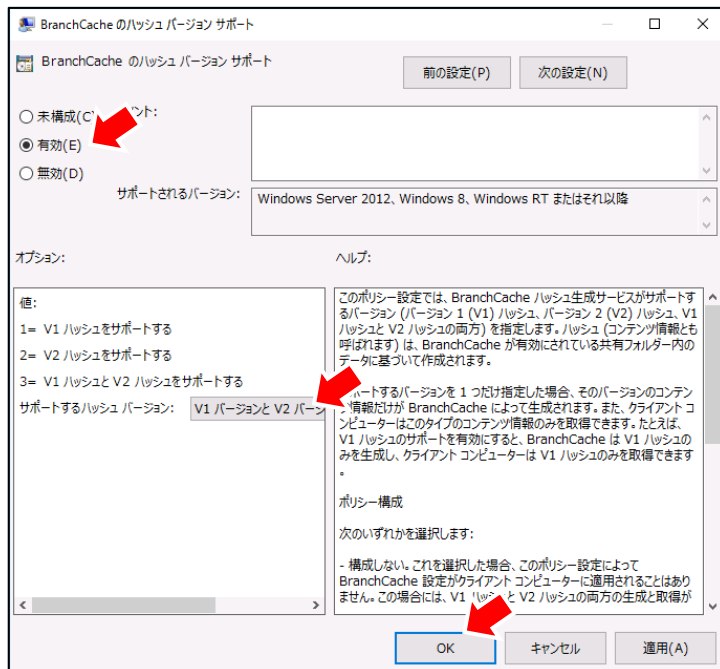 BranchCache のハッシュ バージョン サポート
BranchCache のハッシュ バージョン サポート
前の設定(P)
次の設定(N)
未構成(C
ント:
有効(E)
無効(D)
サポートされるバージョン:
Windows Server 2012、Windows 8、Windows RT またはそれ以降
オプション:
ヘルプ:
値:
1= V1 ハッシュをサポートする
2= V2 ハッシュをサポートする
3= V1 ハッシュと V2 ハッシュをサポートする
サポートするハッシュ バージョン:
V1 バージョンと V2 バージ
このポリシー設定では、BranchCache ハッシュ生成サービスがサポートす
るバージョン (バージョン 1 (V1) ハッシュ、バージョン 2 (V2) ハッシュ、V1
ハッシュと V2 ハッシュの両方) を指定します。ハッシュ (コンテンツ情報とも
呼ばれます) は、BranchCache が有効にされている共有フォルダー内の
データに基づいて作成されます。
ポートするバージョンを 1 つだけ指定した場合、そのバージョンのコンテン
情報だけが BranchCache によって生成されます。また、クライアント コ
ンピューターはこのタイプのコンテンツ情報のみを取得できます。たとえば、
V1 ハッシュのサポートを有効にすると、BranchCache は V1 ハッシュの
みを生成し、クライアント コンピューターは V1 ハッシュのみを取得できます
。
ポリシー構成
次のいずれかを選択します:
- 構成しない。これを選択した場合、このポリシー設定によって
BranchCache 設定がクライアント コンピューターに適用されることはあり
ません。この場合には、V1 ハッシュと V2 ハッシュの両方の生成と取得が
OK
キャンセル
適用(A)